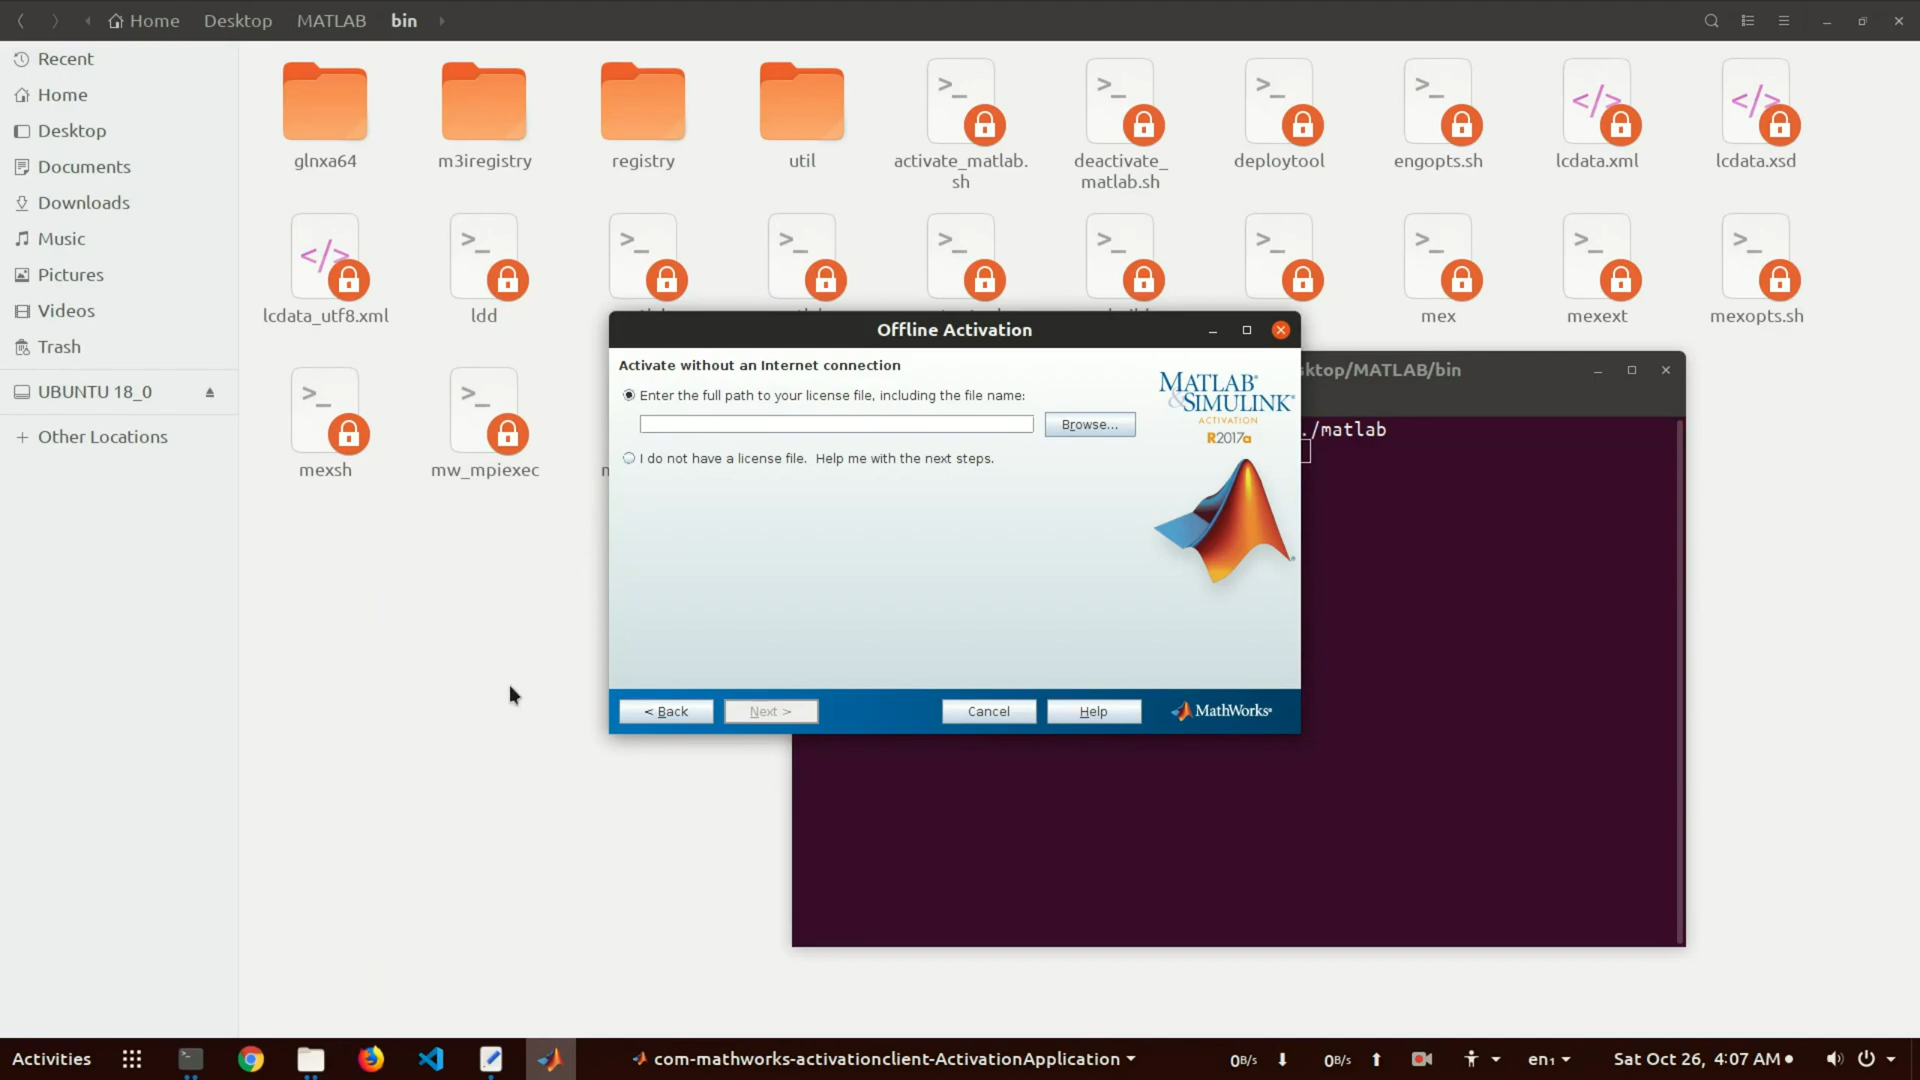 Home Desktop MATLAB bin
Recent
Home
Desktop
Documents
Downloads
Music
Pictures
Videos
Trash
UBUNTU 18_0
+ Other Locations
glnxa64
m3iregistry
registry
util
activate_matlab.
sh
deactivate_
matlab.sh
deploytool
engopts.sh
lcdata.xml
lcdata.xsd
lcdata_utf8.xml
ldd
mex
mexext
mexopts.sh
mexsh
mw_mpiexec
Offline Activation
Activate without an Internet connection
Enter the full path to your license file, including the file name:
Browse...
I do not have a license file. Help me with the next steps.
MATLAB®
&SIMULINK®
ACTIVATION
R2017a
< Back
Next >
Cancel
Help
MathWorks®
ktop/MATLAB/bin
./matlab
Activities
com-mathworks-activationclient-ActivationApplication
0B/s
0B/s
en₁
Sat Oct 26, 4:07 AM